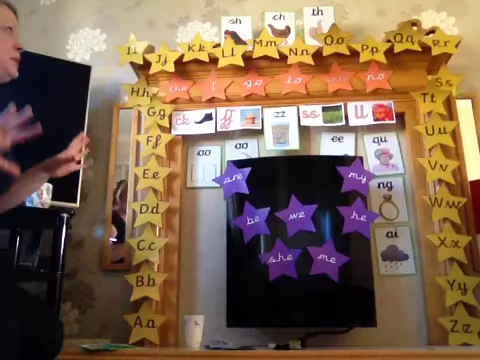 sh
ch
th
Ii
Jj
Kk
Ll
Mm
Nn
Oo
Pp
Qq
Rr
Hh
the
I
go
to
no
Ss
Gg
Tt
ck
ff
zz
ss
ll
Ff
oo
oo
ee
qu
Uu
Ee
are
my
Vv
Dd
be
we
he
ng
Ww
Cc
she
me
ai
Xx
Bb
Yy
Aa
Zz